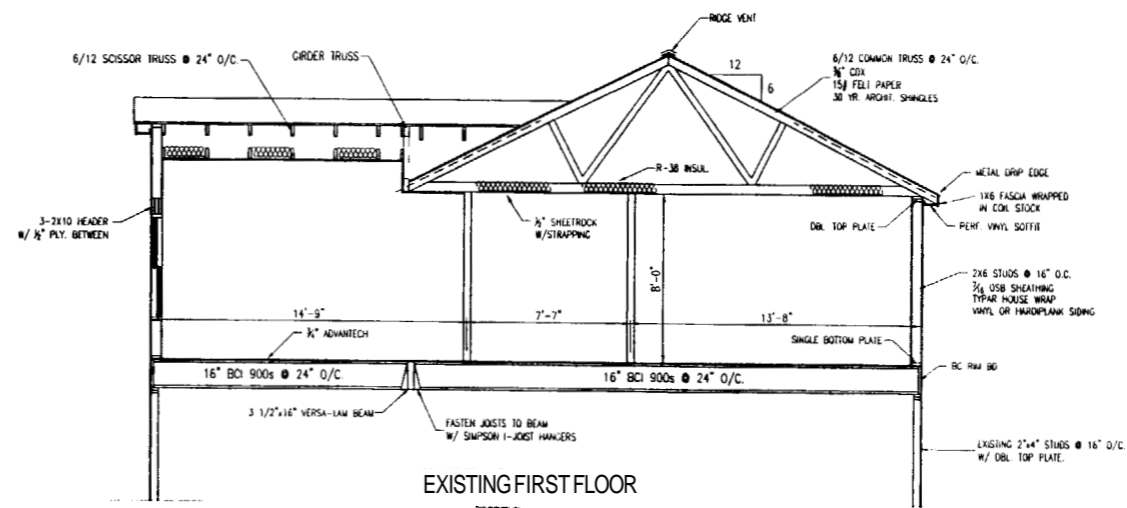 RIDGE VENT
6/12 SCISSOR TRUSS @ 24" O/C.
GIRDER TRUSS
12
6
6/12 COMMON TRUSS @ 24" O/C.
⅝" CDX
15# FELT PAPER
30 YR. ARCHIT. SHINGLES
R-38 INSUL.
METAL DRIP EDGE
1X6 FASCIA WRAPPED
IN COIL STOCK
PERF. VINYL SOFFIT
DBL TOP PLATE
3-2X10 HEADER
W/ ½" PLY. BETWEEN
½" SHEETROCK
W/STRAPPING
8'-0"
2X6 STUDS @ 16" O.C.
7/16 OSB SHEATHING
TYPAR HOUSE WRAP
VINYL OR HARDIPLANK SIDING
14'-9"
7'-7"
13'-8"
¾" ADVANTECH
SINGLE BOTTOM PLATE
16" BCI 900s @ 24" O/C.
16" BCI 900s @ 24" O/C.
BC RIM BD
3 1/2"x16" VERSA-LAM BEAM
FASTEN JOISTS TO BEAM
W/ SIMPSON I-JOIST HANGERS
EXISTING 2"x4" STUDS @ 16" O/C.
W/ DBL. TOP PLATE.
EXISTING FIRST FLOOR